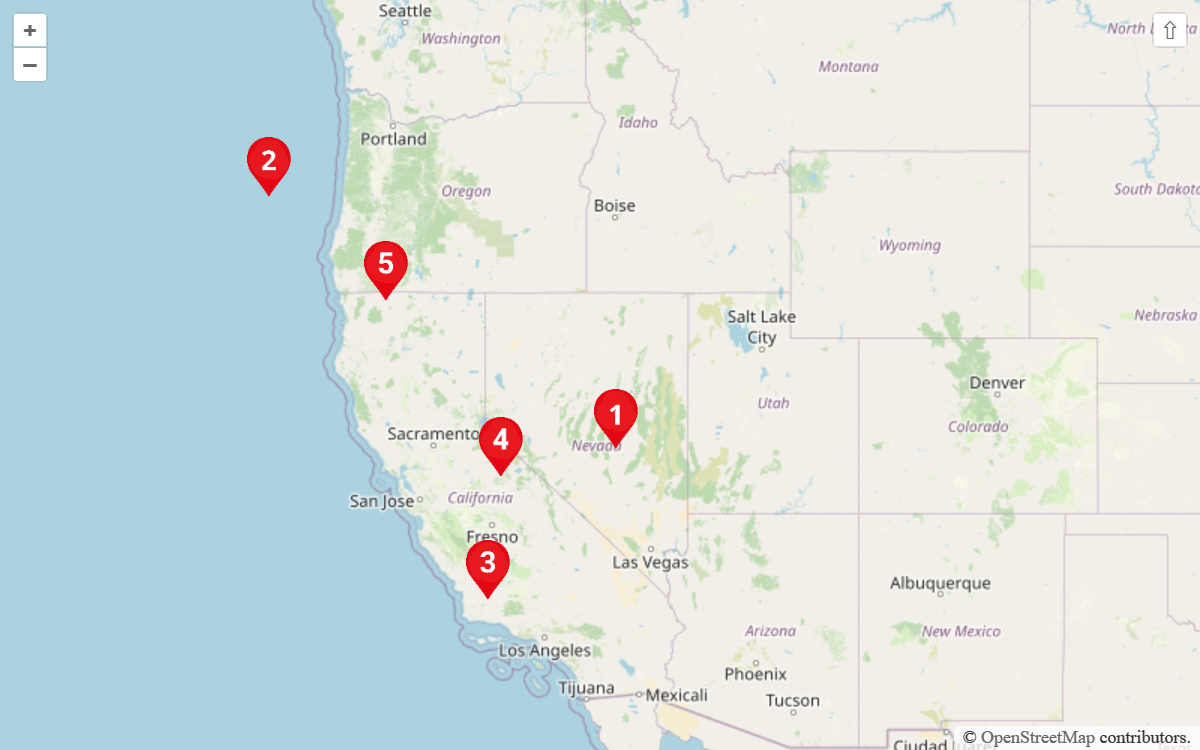 +
−
⇧
Seattle
Washington
North Dakota
Montana
Idaho
Portland
2
Oregon
South Dakota
Boise
Wyoming
5
Salt Lake
City
Nebraska
Denver
Utah
1
Colorado
Sacramento
4
Nevada
San Jose
California
Fresno
3
Las Vegas
Albuquerque
Arizona
New Mexico
Los Angeles
Phoenix
Tijuana
Mexicali
Tucson
Ciudad Juarez
© OpenStreetMap contributors.